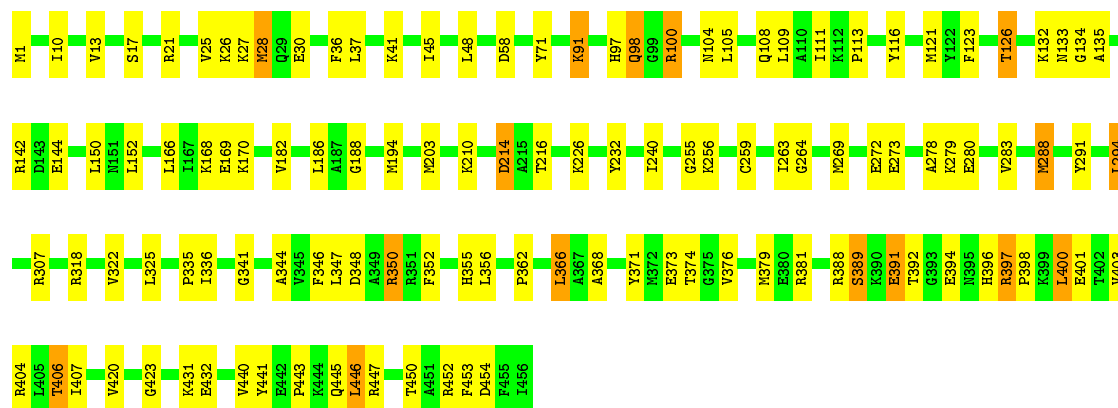 M1 I10 V13 S17 R21 V25 K26 K27 M28 Q29 E30 F36 L37 K41 I45 L48 D58 Y71 K91 H97 Q98 G99 R100 N104 L105 Q108 L109 A110 I111 K112 P113 Y116 M121 Y122 F123 T126 K132 N133 G134 A135
R142 D143 E144 L150 N151 L152 L166 I167 K168 E169 K170 V182 L186 A187 G188 M194 M203 K210 D214 A215 T216 K226 Y232 I240 G255 K256 C259 I263 G264 M269 E272 E273 A278 K279 E280 V283 M288 Y291 L294
R307 R318 V322 L325 P335 I336 G341 A344 V345 F346 L347 D348 A349 R350 R351 F352 H355 L356 P362 L366 A367 A368 Y371 M372 E373 T374 G375 V376 M379 E380 R381 R388 S389 K390 E391 T392 G393 E394 N395 H396 R397 P398 K399 L400 E401 T402 V403
R404 L405 T406 I407 V420 G423 K431 E432 V440 Y441 E442 P443 K444 Q445 L446 R447 T450 A451 R452 F453 D454 F455 I456